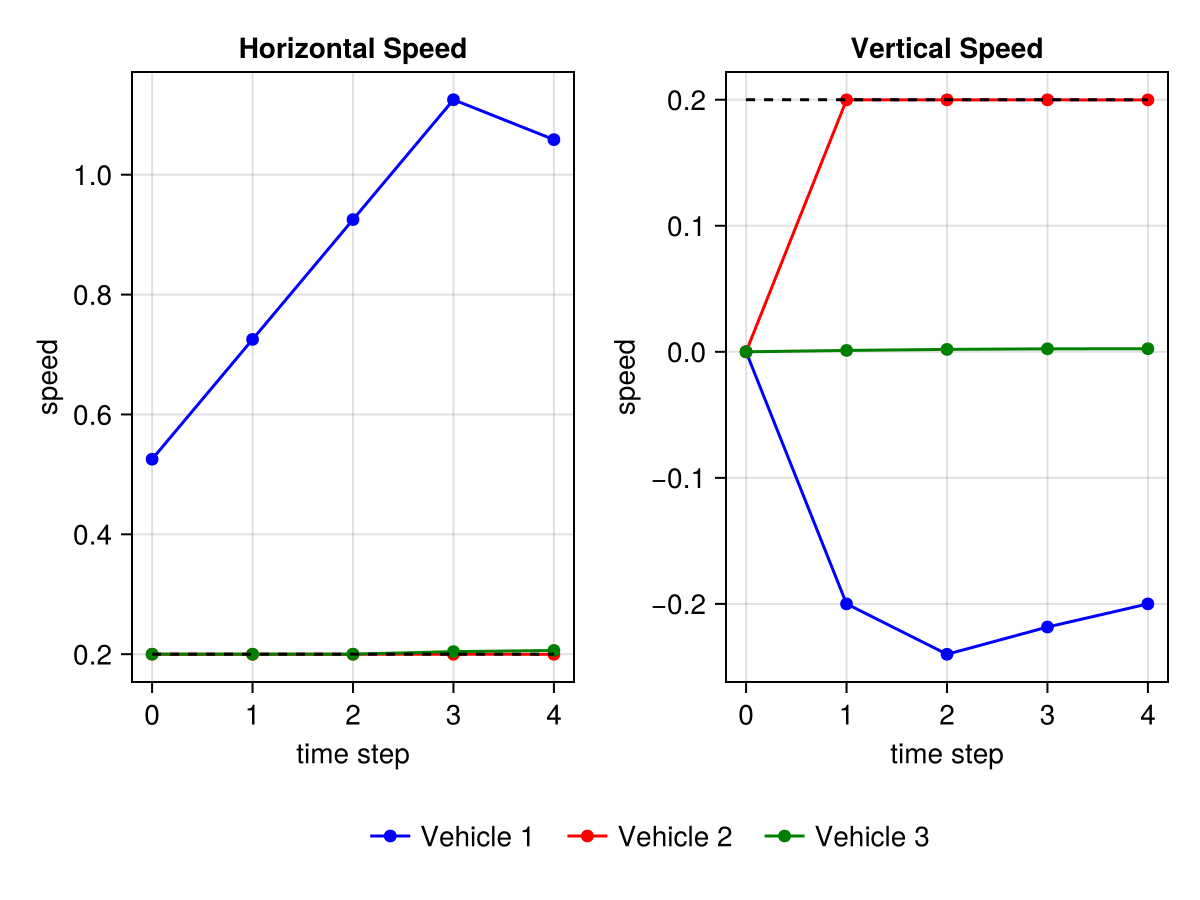 Horizontal Speed
speed
1.0
0.8
0.6
0.4
0.2
0 1 2 3 4
time step
Vertical Speed
speed
0.2
0.1
0.0
−0.1
−0.2
0 1 2 3 4
time step
Vehicle 1 Vehicle 2 Vehicle 3